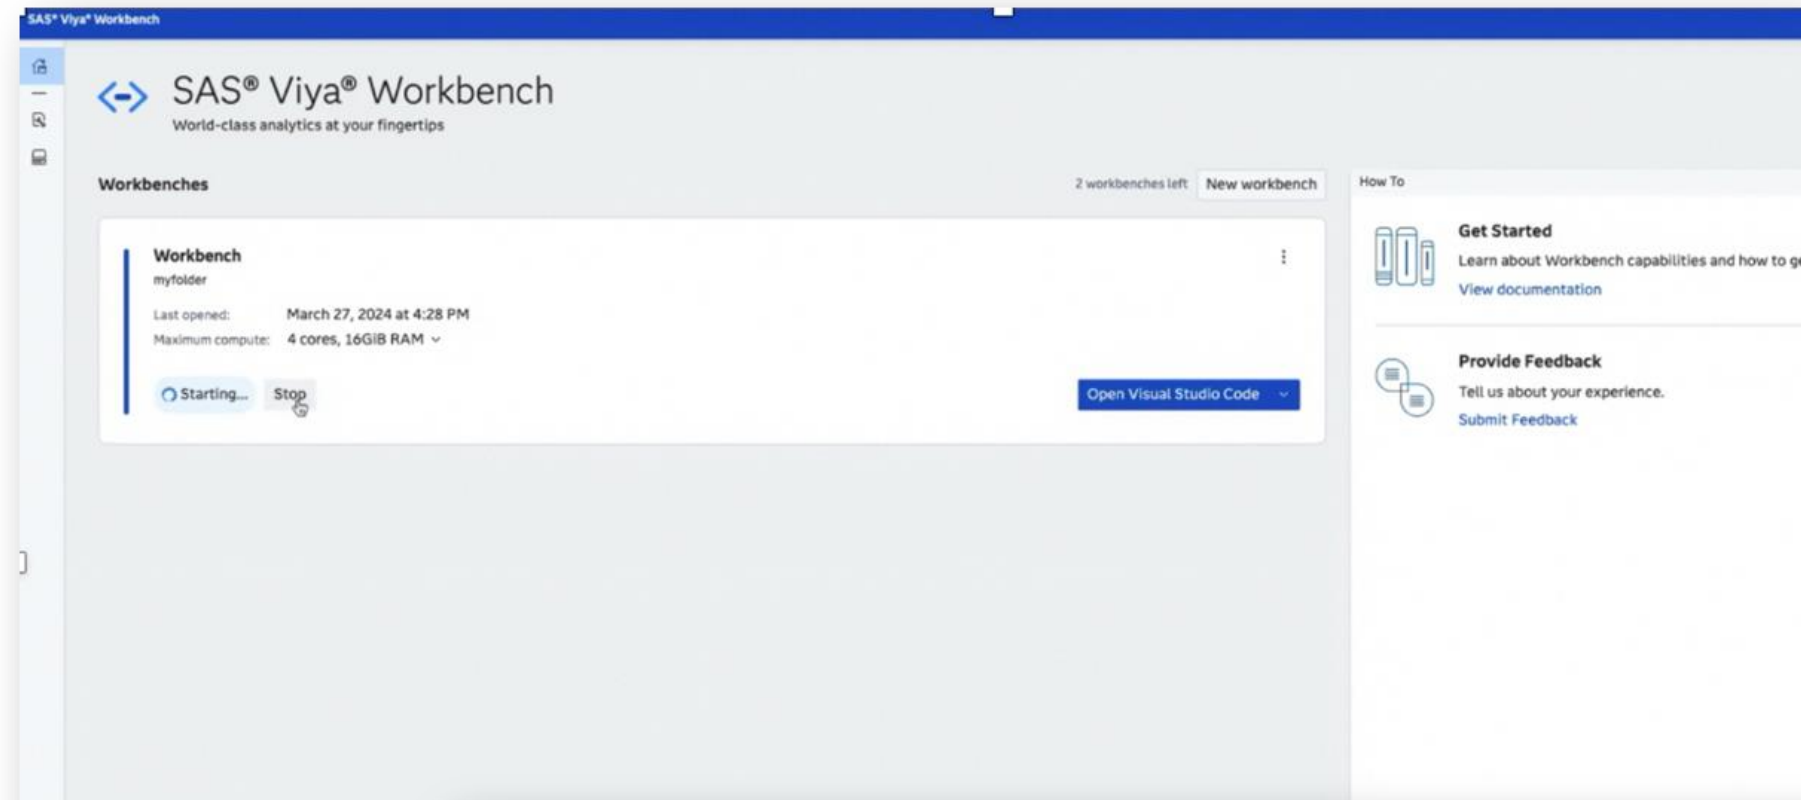 SAS® Viya® Workbench
SAS® Viya® Workbench
World-class analytics at your fingertips
Workbenches
2 workbenches left
New workbench
Workbench
myfolder
Last opened: March 27, 2024 at 4:28 PM
Maximum compute: 4 cores, 16GiB RAM
Starting...
Stop
Open Visual Studio Code
How To
Get Started
Learn about Workbench capabilities and how to ge
View documentation
Provide Feedback
Tell us about your experience.
Submit Feedback